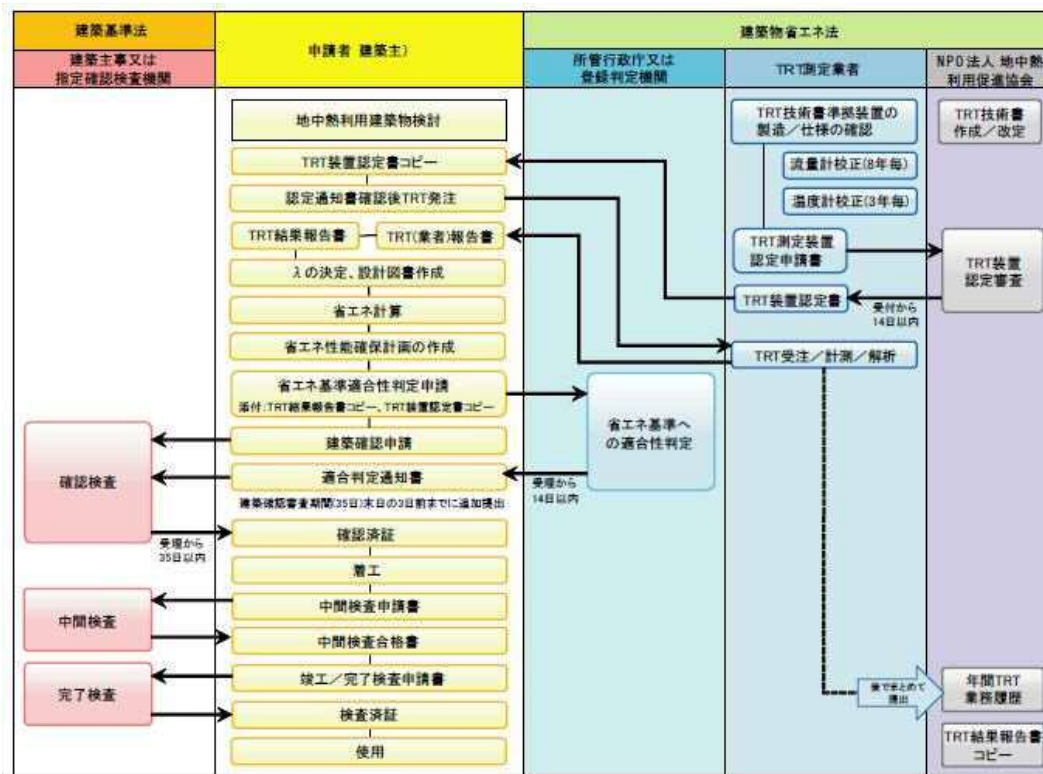 建築基準法
申請者 建築主)
建築物省エネ法
建築主事又は
指定確認検査機関
所管行政庁又は
登録判定機関
TRT測定業者
NPO法人 地中熱
利用促進協会
地中熱利用建築物検討
TRT技術書準拠装置の
製造/仕様の確認
TRT技術書
作成/改定
TRT装置認定書コピー
流量計校正(8年毎)
認定通知書確認後TRT発注
温度計校正(3年毎)
TRT結果報告書
TRT(業者)報告書
TRT測定装置
認定申請書
TRT装置
認定審査
λの決定、設計図書作成
TRT装置認定書
受付から
14日以内
省エネ計算
省エネ性能確保計画の作成
TRT受注/計測/解析
省エネ基準適合性判定申請
添付:TRT結果報告書コピー、TRT装置認定書コピー
省エネ基準へ
の適合性判定
建築確認申請
確認検査
適合判定通知書
受理から
14日以内
建築確認審査期間(35日)末日の3日前までに追加提出
確認済証
受理から
35日以内
着工
中間検査
中間検査申請書
中間検査合格書
完了検査
竣工/完了検査申請書
検査済証
使用
後でまとめて
提出
年間TRT
業務履歴
TRT結果報告書
コピー